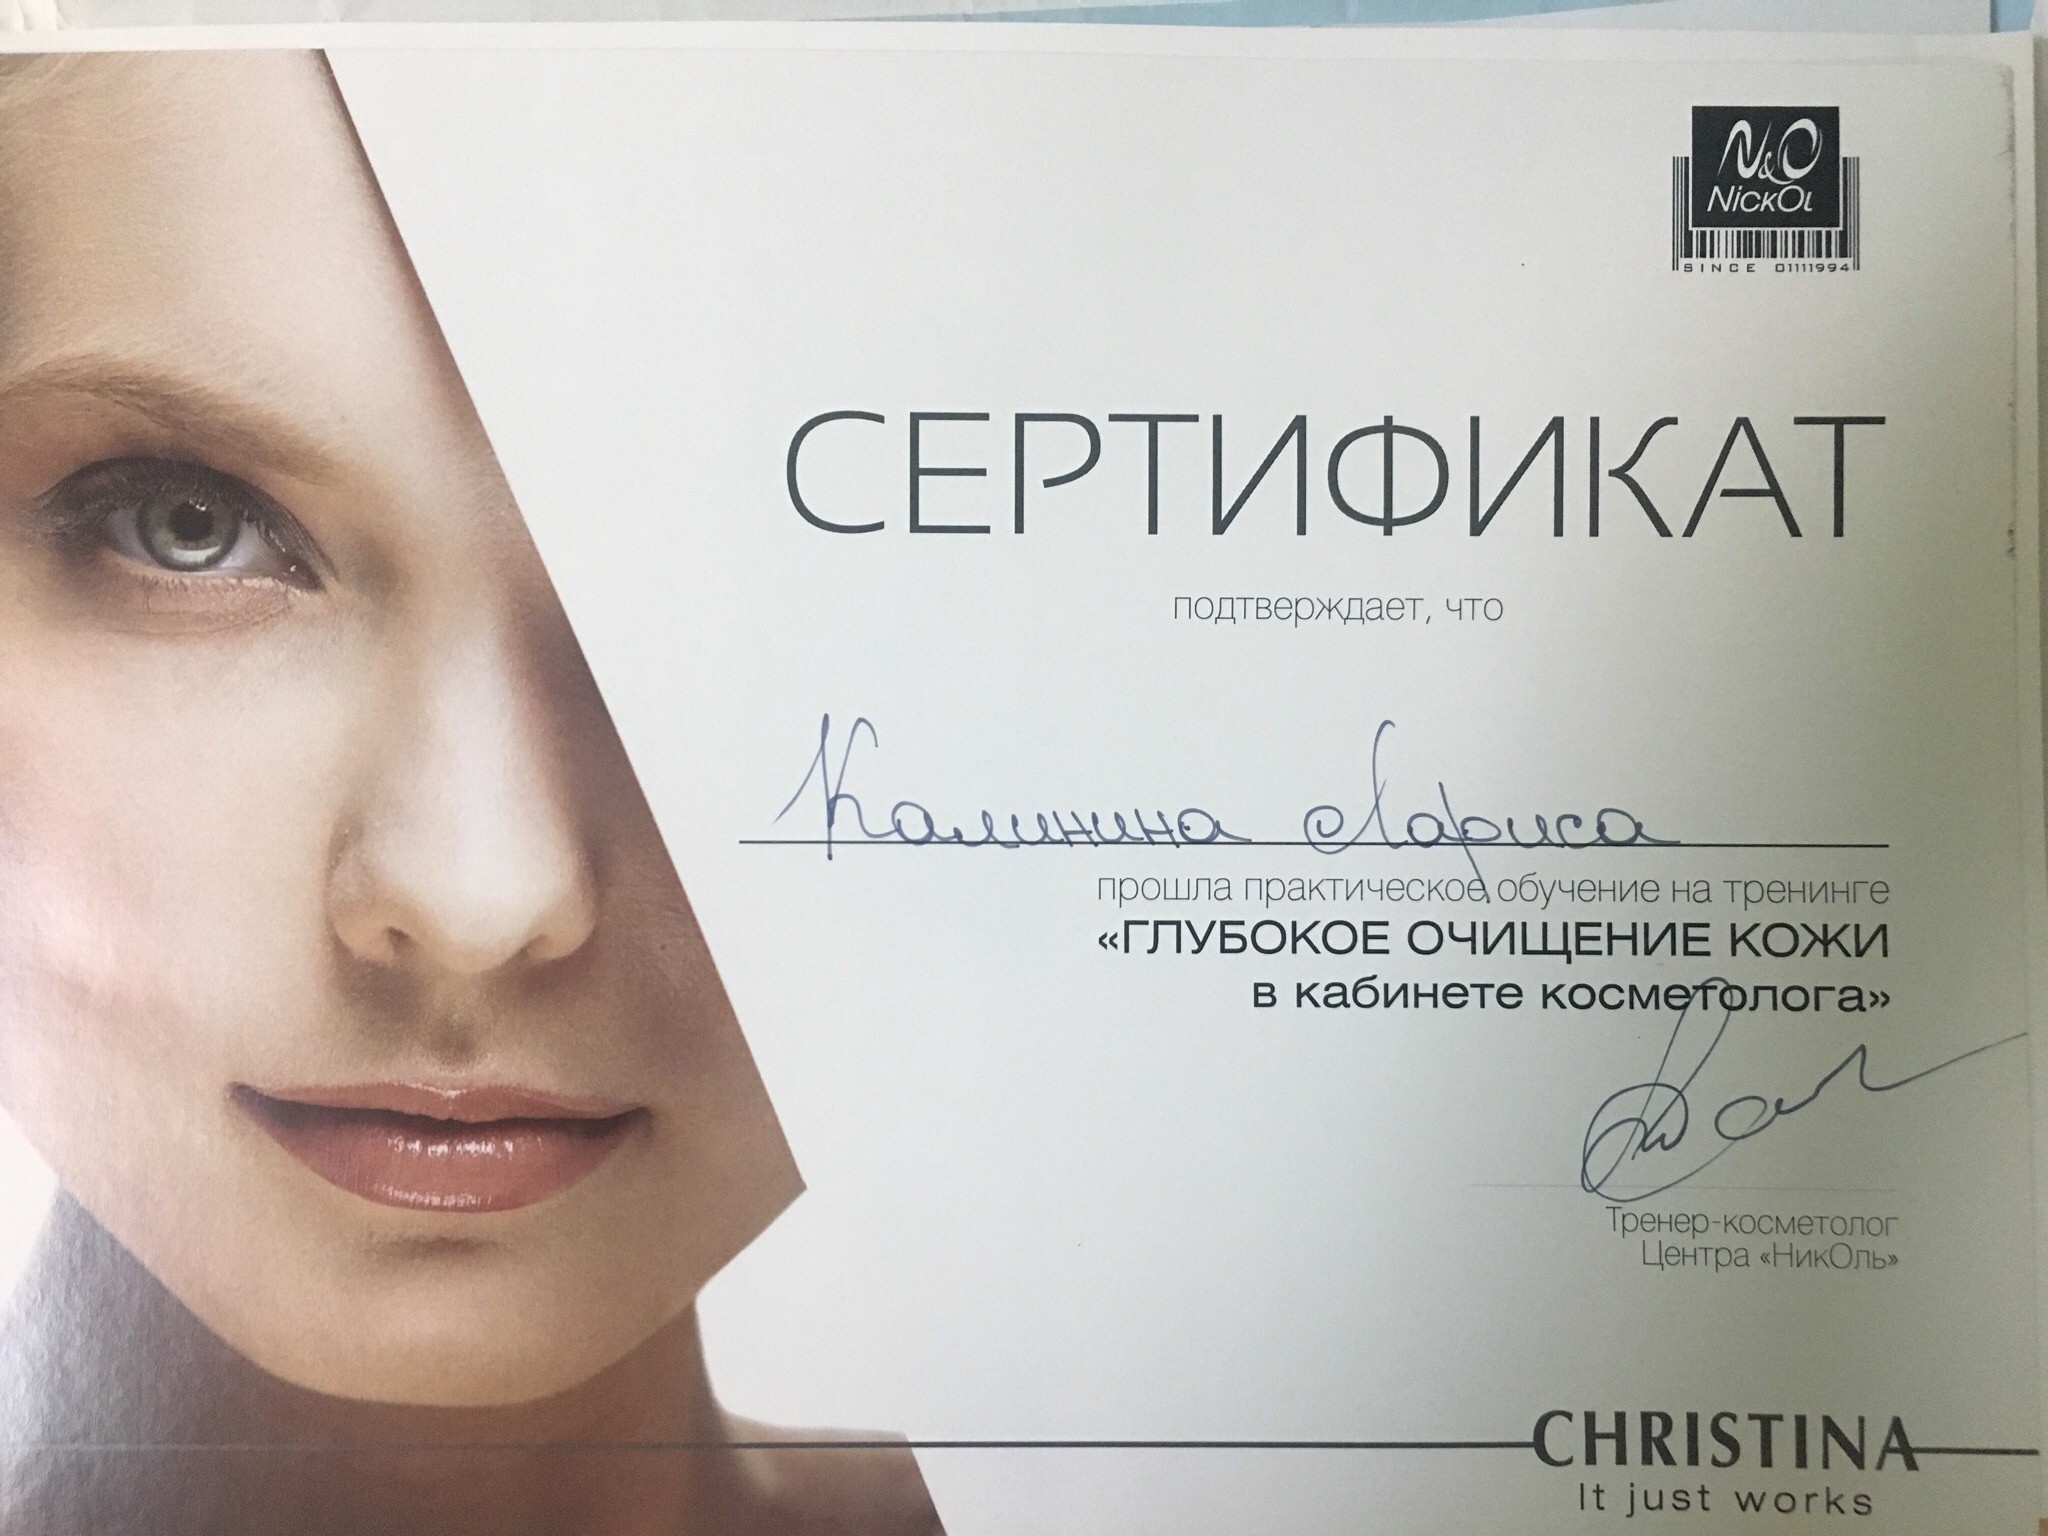 N&O
NickOl
SINCE 01111994
СЕРТИФИКАТ
подтверждает, что
Калинина Лариса
прошла практическое обучение на тренинге
«ГЛУБОКОЕ ОЧИЩЕНИЕ КОЖИ
в кабинете косметолога»
Тренер-косметолог
Центра «НикОль»
CHRISTINA
It just works